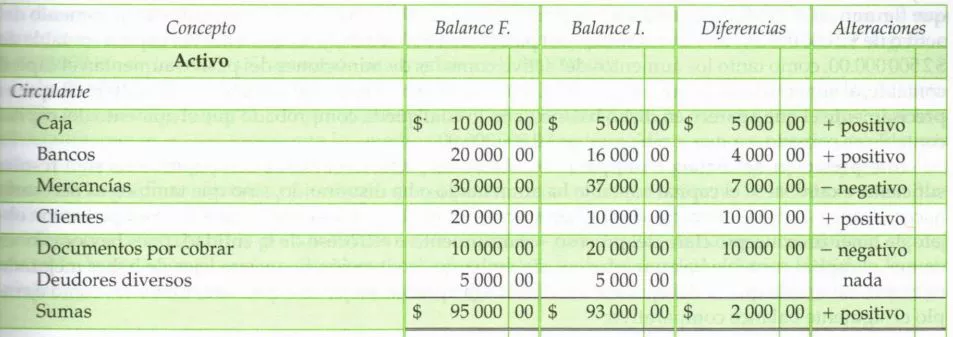 Concepto Balance F. Balance I. Diferencias Alteraciones
Activo
Circulante
Caja $ 10 000 00 $ 5 000 00 $ 5 000 00 + positivo
Bancos 20 000 00 16 000 00 4 000 00 + positivo
Mercancías 30 000 00 37 000 00 7 000 00 – negativo
Clientes 20 000 00 10 000 00 10 000 00 + positivo
Documentos por cobrar 10 000 00 20 000 00 10 000 00 – negativo
Deudores diversos 5 000 00 5 000 00 nada
Sumas $ 95 000 00 $ 93 000 00 $ 2 000 00 + positivo